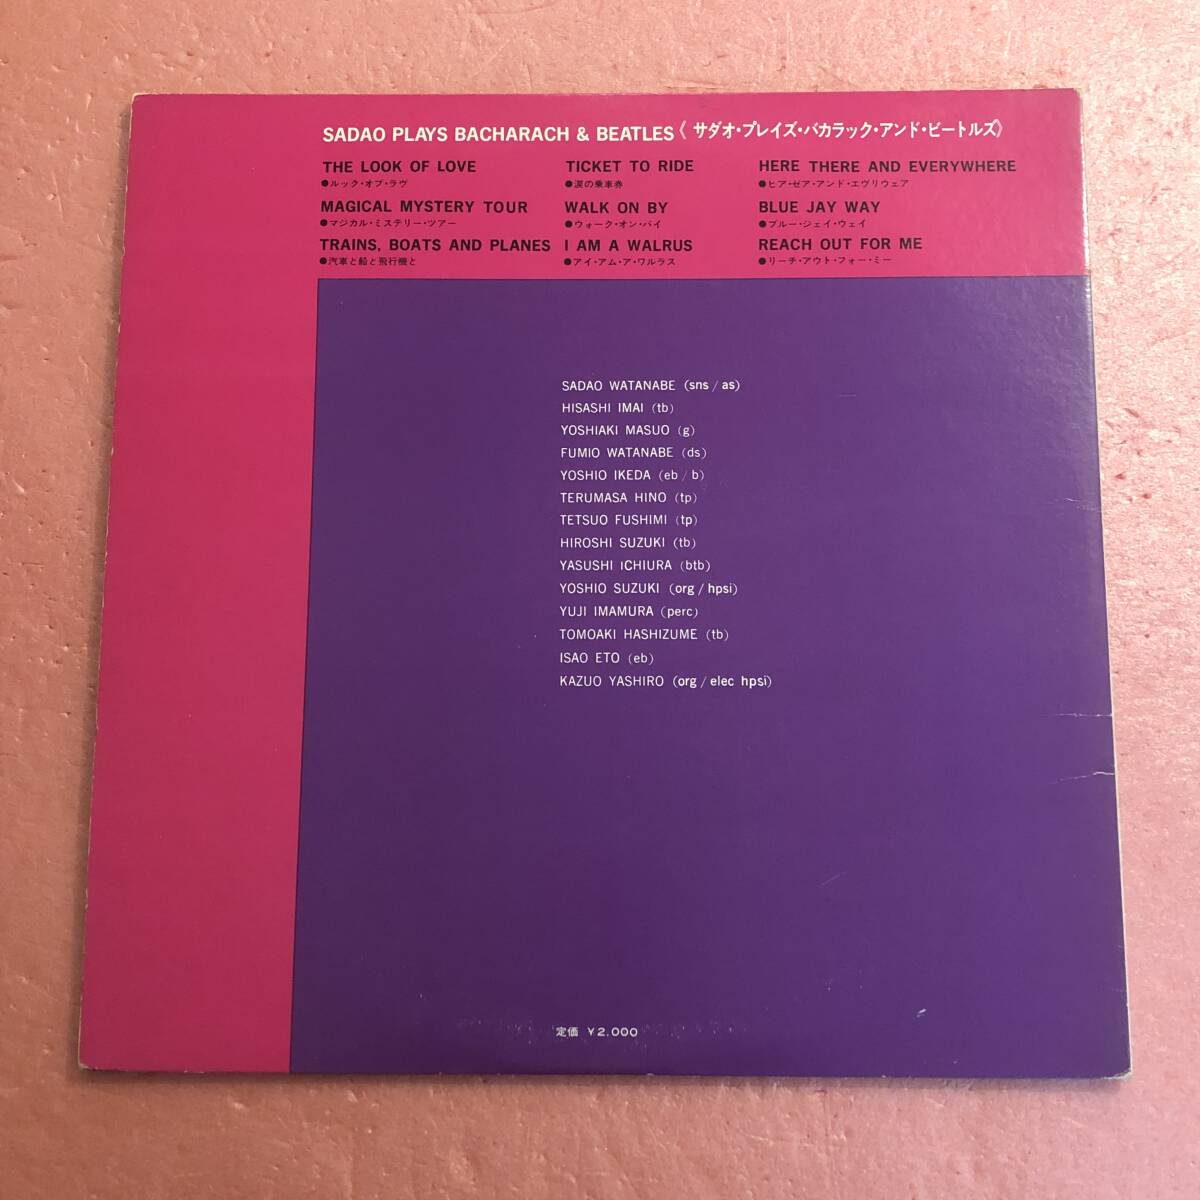 SADAO PLAYS BACHARACH & BEATLES《サダオ・プレイズ・バカラック・アンド・ビートルズ》
THE LOOK OF LOVE
●ルック・オブ・ラヴ
MAGICAL MYSTERY TOUR
●マジカル・ミステリー・ツアー
TRAINS, BOATS AND PLANES
●汽車と船と飛行機と
TICKET TO RIDE
●涙の乗車券
WALK ON BY
●ウォーク・オン・バイ
I AM A WALRUS
●アイ・アム・ア・ワルラス
HERE THERE AND EVERYWHERE
●ヒア・ゼア・アンド・エヴリウェア
BLUE JAY WAY
●ブルー・ジェイ・ウェイ
REACH OUT FOR ME
●リーチ・アウト・フォー・ミー
SADAO WATANABE (sns / as)
HISASHI IMAI (tb)
YOSHIAKI MASUO (g)
FUMIO WATANABE (ds)
YOSHIO IKEDA (eb / b)
TERUMASA HINO (tp)
TETSUO FUSHIMI (tp)
HIROSHI SUZUKI (tb)
YASUSHI ICHIURA (btb)
YOSHIO SUZUKI (org / hpsi)
YUJI IMAMURA (perc)
TOMOAKI HASHIZUME (tb)
ISAO ETO (eb)
KAZUO YASHIRO (org / elec hpsi)
定価 ¥2,000